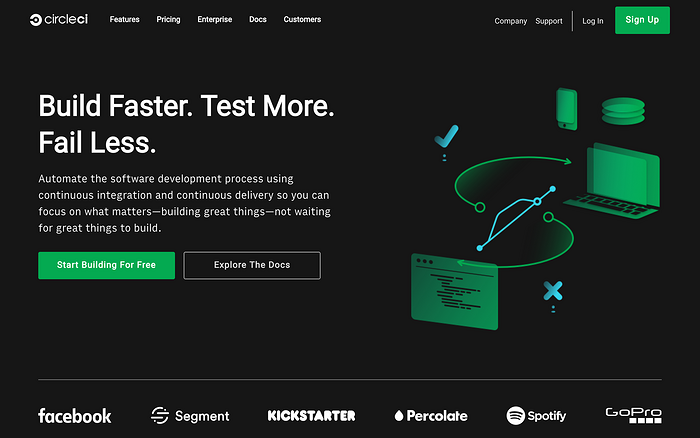 circleci Features Pricing Enterprise Docs Customers Company Support Log In Sign Up
Build Faster. Test More.
Fail Less.
Automate the software development process using
continuous integration and continuous delivery so you can
focus on what matters—building great things—not waiting
for great things to build.
Start Building For Free Explore The Docs
facebook Segment KICKSTARTER Percolate Spotify GoPro